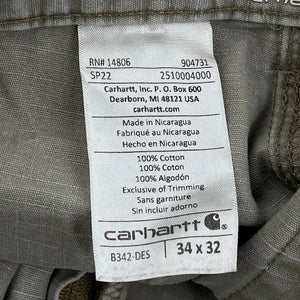 RN# 14806 904731
SP22 2510004000
Carhartt, Inc. P.O. Box 600
Dearborn, MI 48121 USA
carhartt.com
Made in Nicaragua
Fabriqué au Nicaragua
Hecho en Nicaragua
100% Cotton
100% Cotton
100% Algodón
Exclusive of Trimming
Sans garniture
Sin incluir adorno
carhartt
B342-DES 34 x 32